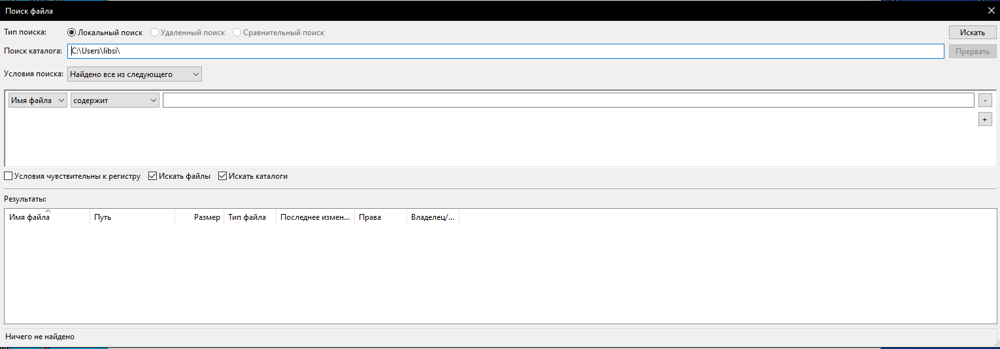 Поиск файла
Тип поиска: Локальный поиск Удаленный поиск Сравнительный поиск Искать
Поиск каталога: C:\Users\libsi\ Прервать
Условия поиска: Найдено все из следующего
Имя файла содержит -
+
Условия чувствительны к регистру Искать файлы Искать каталоги
Результаты:
Имя файла Путь Размер Тип файла Последнее измен... Права Владелец/...
Ничего не найдено